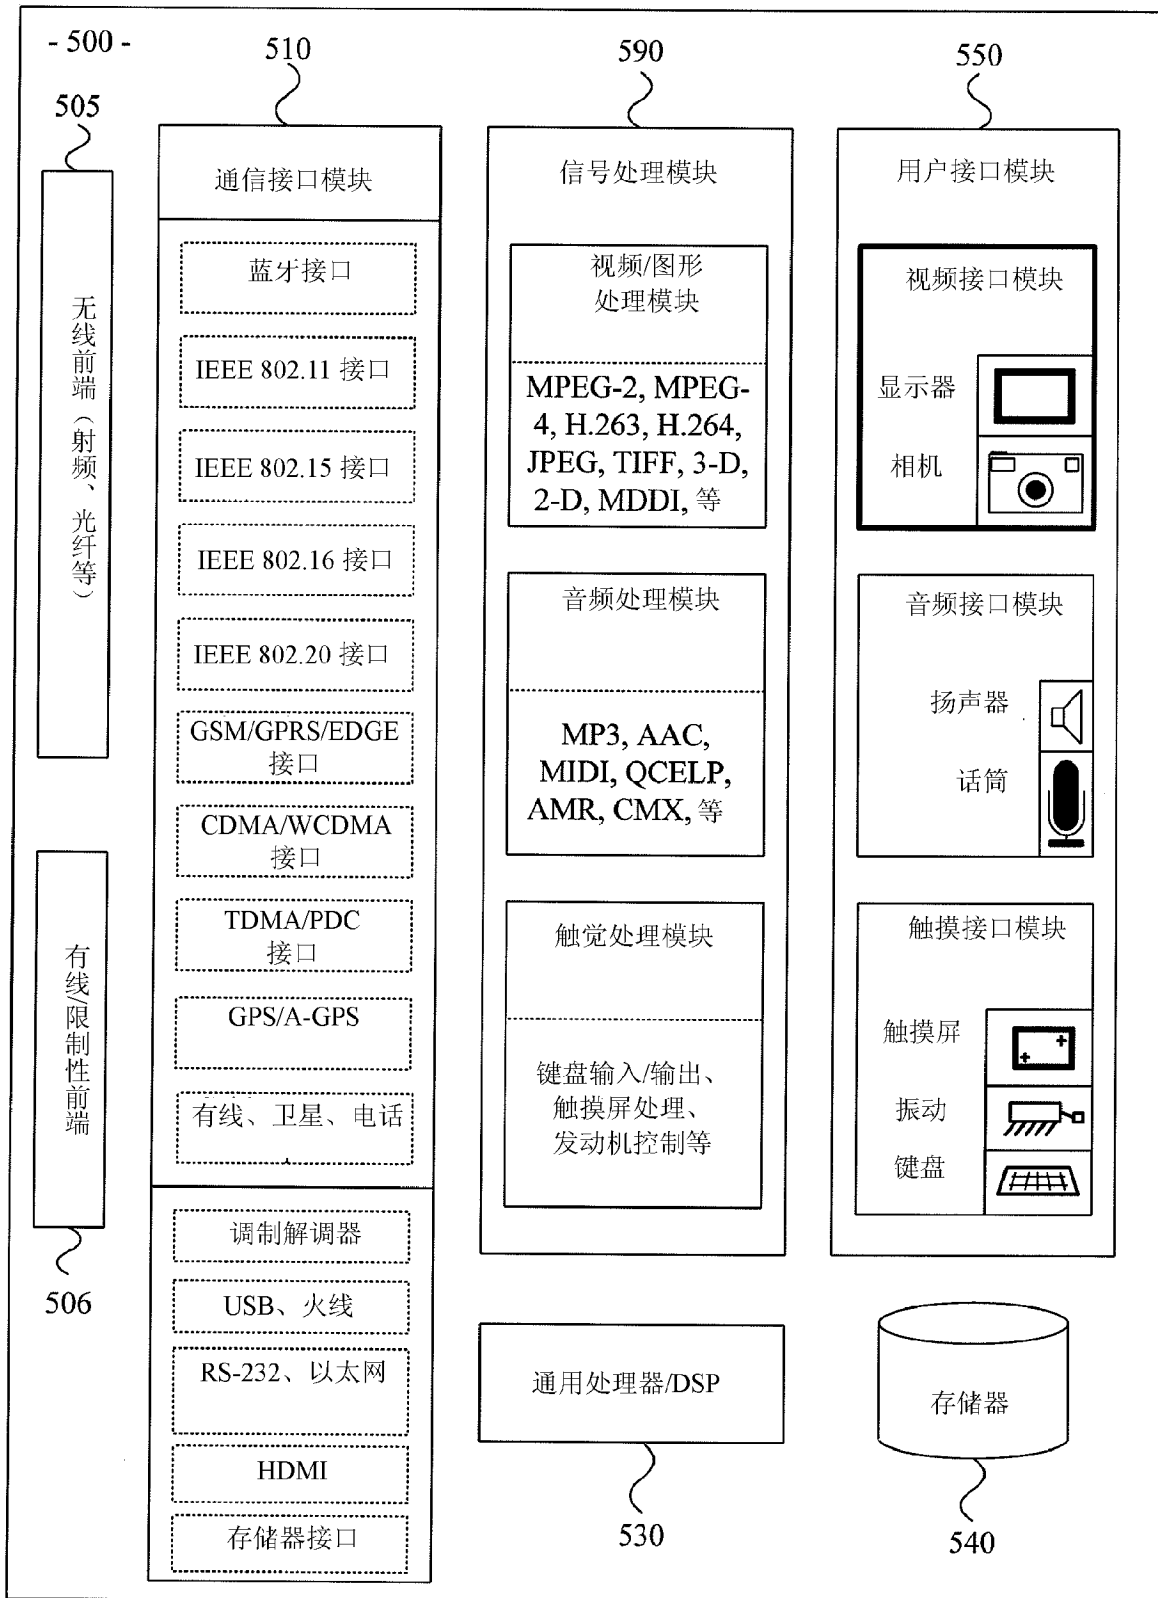 - 500 -
505
无线前端（射频、光纤等）
有线/限制性前端
506
510
通信接口模块
蓝牙接口
IEEE 802.11 接口
IEEE 802.15 接口
IEEE 802.16 接口
IEEE 802.20 接口
GSM/GPRS/EDGE
接口
CDMA/WCDMA
接口
TDMA/PDC
接口
GPS/A-GPS
有线、卫星、电话
调制解调器
USB、火线
RS-232、以太网
HDMI
存储器接口
590
信号处理模块
视频/图形
处理模块
MPEG-2, MPEG-
4, H.263, H.264,
JPEG, TIFF, 3-D,
2-D, MDDI, 等
音频处理模块
MP3, AAC,
MIDI, QCELP,
AMR, CMX, 等
触觉处理模块
键盘输入/输出、
触摸屏处理、
发动机控制等
通用处理器/DSP
530
550
用户接口模块
视频接口模块
显示器
相机
音频接口模块
扬声器
话筒
触摸接口模块
触摸屏
振动
键盘
存储器
540